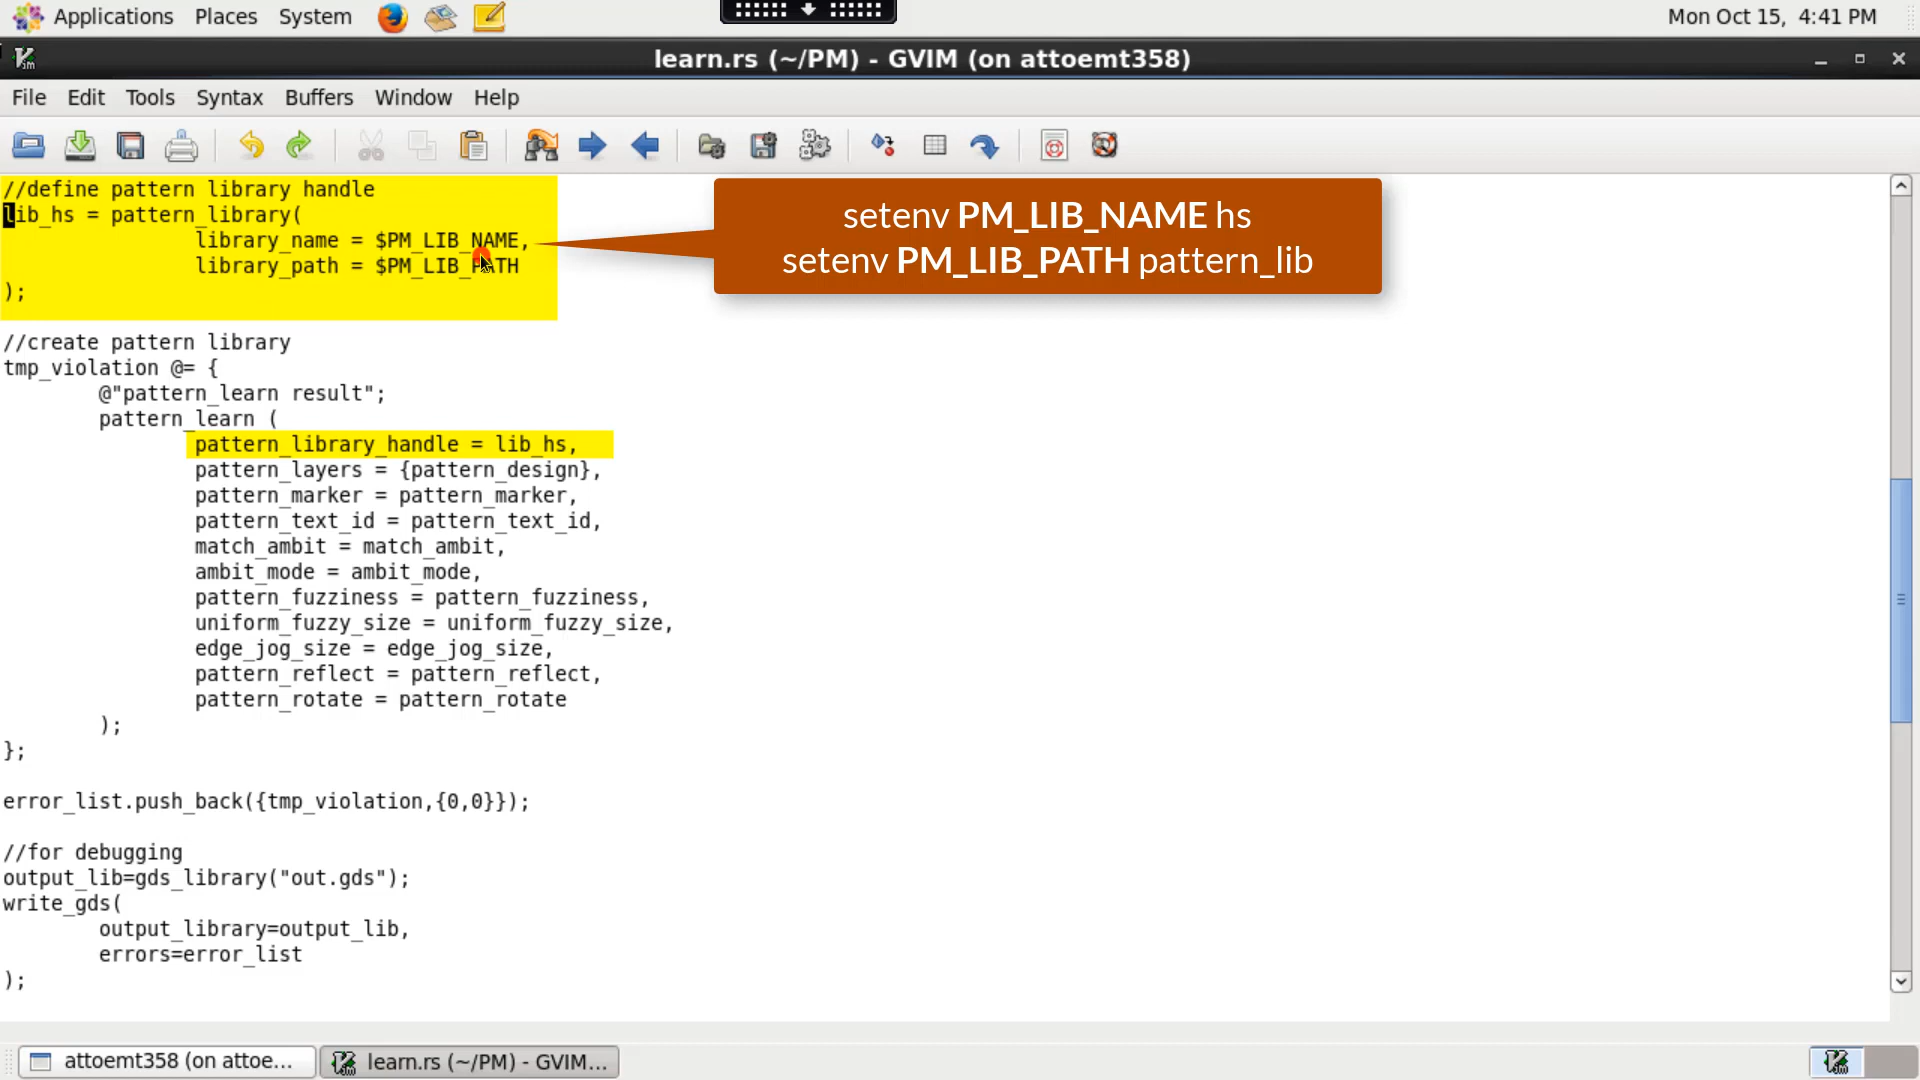 Applications Places System
Mon Oct 15, 4:41 PM
learn.rs (~/PM) - GVIM (on attoemt358)
File Edit Tools Syntax Buffers Window Help
//define pattern library handle
lib_hs = pattern_library(
library_name = $PM_LIB_NAME,
library_path = $PM_LIB_PATH
);
setenv PM_LIB_NAME hs
setenv PM_LIB_PATH pattern_lib
//create pattern library
tmp_violation @= {
@"pattern_learn result";
pattern_learn (
pattern_library_handle = lib_hs,
pattern_layers = {pattern_design},
pattern_marker = pattern_marker,
pattern_text_id = pattern_text_id,
match_ambit = match_ambit,
ambit_mode = ambit_mode,
pattern_fuzziness = pattern_fuzziness,
uniform_fuzzy_size = uniform_fuzzy_size,
edge_jog_size = edge_jog_size,
pattern_reflect = pattern_reflect,
pattern_rotate = pattern_rotate
);
};
error_list.push_back({tmp_violation,{0,0}});
//for debugging
output_lib=gds_library("out.gds");
write_gds(
output_library=output_lib,
errors=error_list
);
attoemt358 (on attoe...
learn.rs (~/PM) - GVIM...